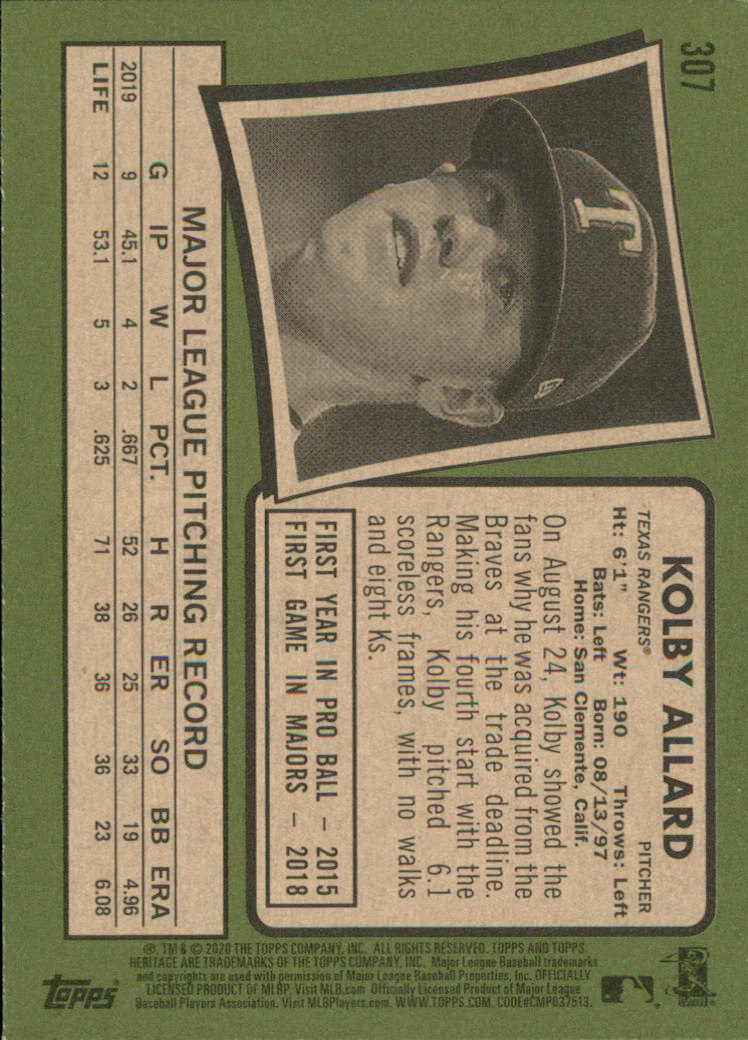 307
T
KOLBY ALLARD
TEXAS RANGERS® PITCHER
Ht: 6'1" Wt: 190 Throws: Left
Bats: Left Born: 08/13/97
Home: San Clemente, Calif.
On August 24, Kolby showed the
fans why he was acquired from the
Braves at the trade deadline.
Making his fourth start with the
Rangers, Kolby pitched 6.1
scoreless frames, with no walks
and eight Ks.
FIRST YEAR IN PRO BALL – 2015
FIRST GAME IN MAJORS – 2018
MAJOR LEAGUE PITCHING RECORD
G IP W L PCT. H R ER SO BB ERA
2019 9 45.1 4 2 .667 52 26 25 33 19 4.96
LIFE 12 53.1 5 3 .625 71 38 36 36 23 6.08
®, TM & © 2020 THE TOPPS COMPANY, INC. ALL RIGHTS RESERVED. TOPPS AND TOPPS
HERITAGE ARE TRADEMARKS OF THE TOPPS COMPANY, INC. Major League Baseball trademarks
and copyrights are used with permission of Major League Baseball Properties, Inc. OFFICIALLY
LICENSED PRODUCT OF MLBP. Visit MLB.com Officially Licensed Product of Major League
Baseball Players Association. Visit MLBPlayers.com. WWW.TOPPS.COM. CODE#CMP037513.
topps